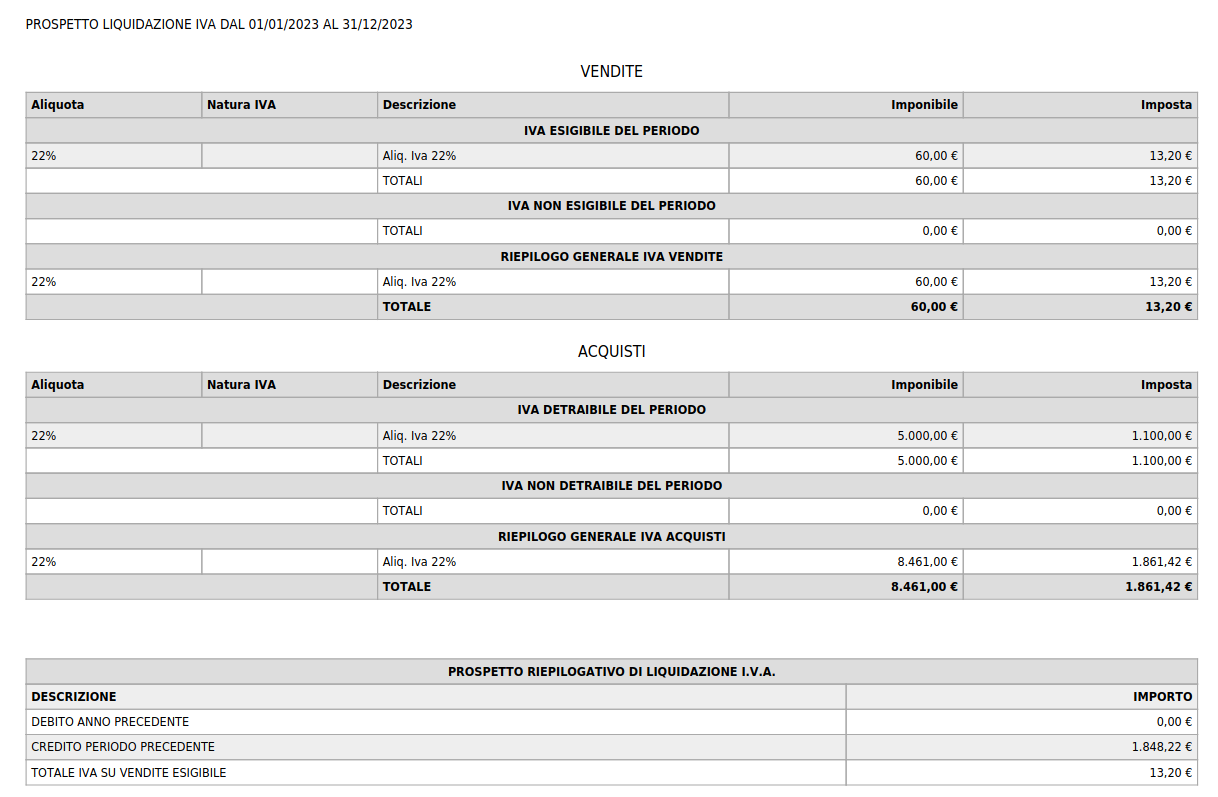 PROSPETTO LIQUIDAZIONE IVA DAL 01/01/2023 AL 31/12/2023
VENDITE
Aliquota Natura IVA Descrizione Imponibile Imposta
IVA ESIGIBILE DEL PERIODO
22% Aliq. Iva 22% 60,00 € 13,20 €
TOTALI 60,00 € 13,20 €
IVA NON ESIGIBILE DEL PERIODO
TOTALI 0,00 € 0,00 €
RIEPILOGO GENERALE IVA VENDITE
22% Aliq. Iva 22% 60,00 € 13,20 €
TOTALE 60,00 € 13,20 €
ACQUISTI
Aliquota Natura IVA Descrizione Imponibile Imposta
IVA DETRAIBILE DEL PERIODO
22% Aliq. Iva 22% 5.000,00 € 1.100,00 €
TOTALI 5.000,00 € 1.100,00 €
IVA NON DETRAIBILE DEL PERIODO
TOTALI 0,00 € 0,00 €
RIEPILOGO GENERALE IVA ACQUISTI
22% Aliq. Iva 22% 8.461,00 € 1.861,42 €
TOTALE 8.461,00 € 1.861,42 €
PROSPETTO RIEPILOGATIVO DI LIQUIDAZIONE I.V.A.
DESCRIZIONE IMPORTO
DEBITO ANNO PRECEDENTE 0,00 €
CREDITO PERIODO PRECEDENTE 1.848,22 €
TOTALE IVA SU VENDITE ESIGIBILE 13,20 €